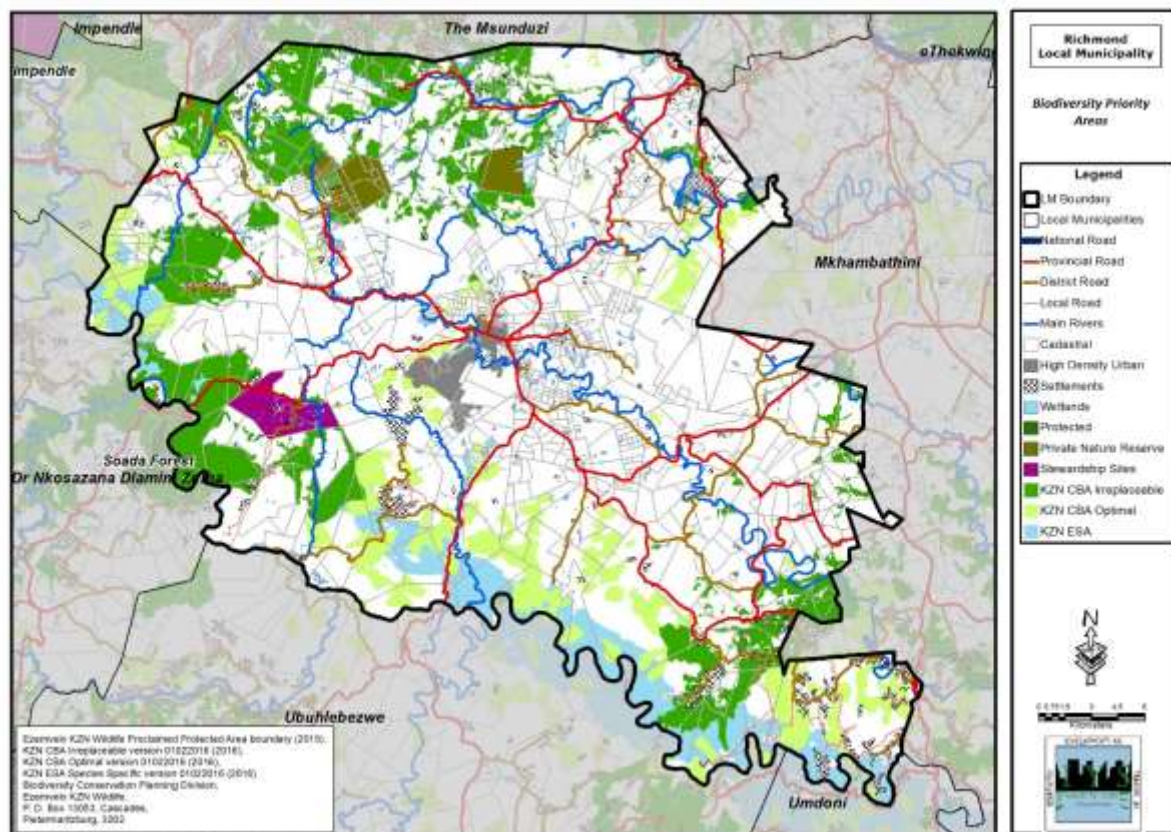 Impendle
The Msunduzi
eThekwini
Impendle
Mkhambathini
Soada Forest
Dr Nkosazana Dlamini Zuma
Ubuhlebezwe
Umdoni
Ezemvelo KZN Wildlife Proclaimed Protected Area boundary (2015),
KZN CBA Irreplaceable version 01022016 (2016),
KZN CBA Optimal version 01022016 (2016),
KZN ESA Species Specific version 01022016 (2016)
Biodiversity Conservation Planning Division,
Ezemvelo KZN Wildlife,
P. O. Box 13053, Cascades,
Pietermaritzburg, 3202
Richmond
Local Municipality
Biodiversity Priority
Areas
Legend
LM Boundary
Local Municipalities
National Road
Provincial Road
District Road
Local Road
Main Rivers
Cadastral
High Density Urban
Settlements
Wetlands
Protected
Private Nature Reserve
Stewardship Sites
KZN CBA Irreplaceable
KZN CBA Optimal
KZN ESA
N
Kilometers